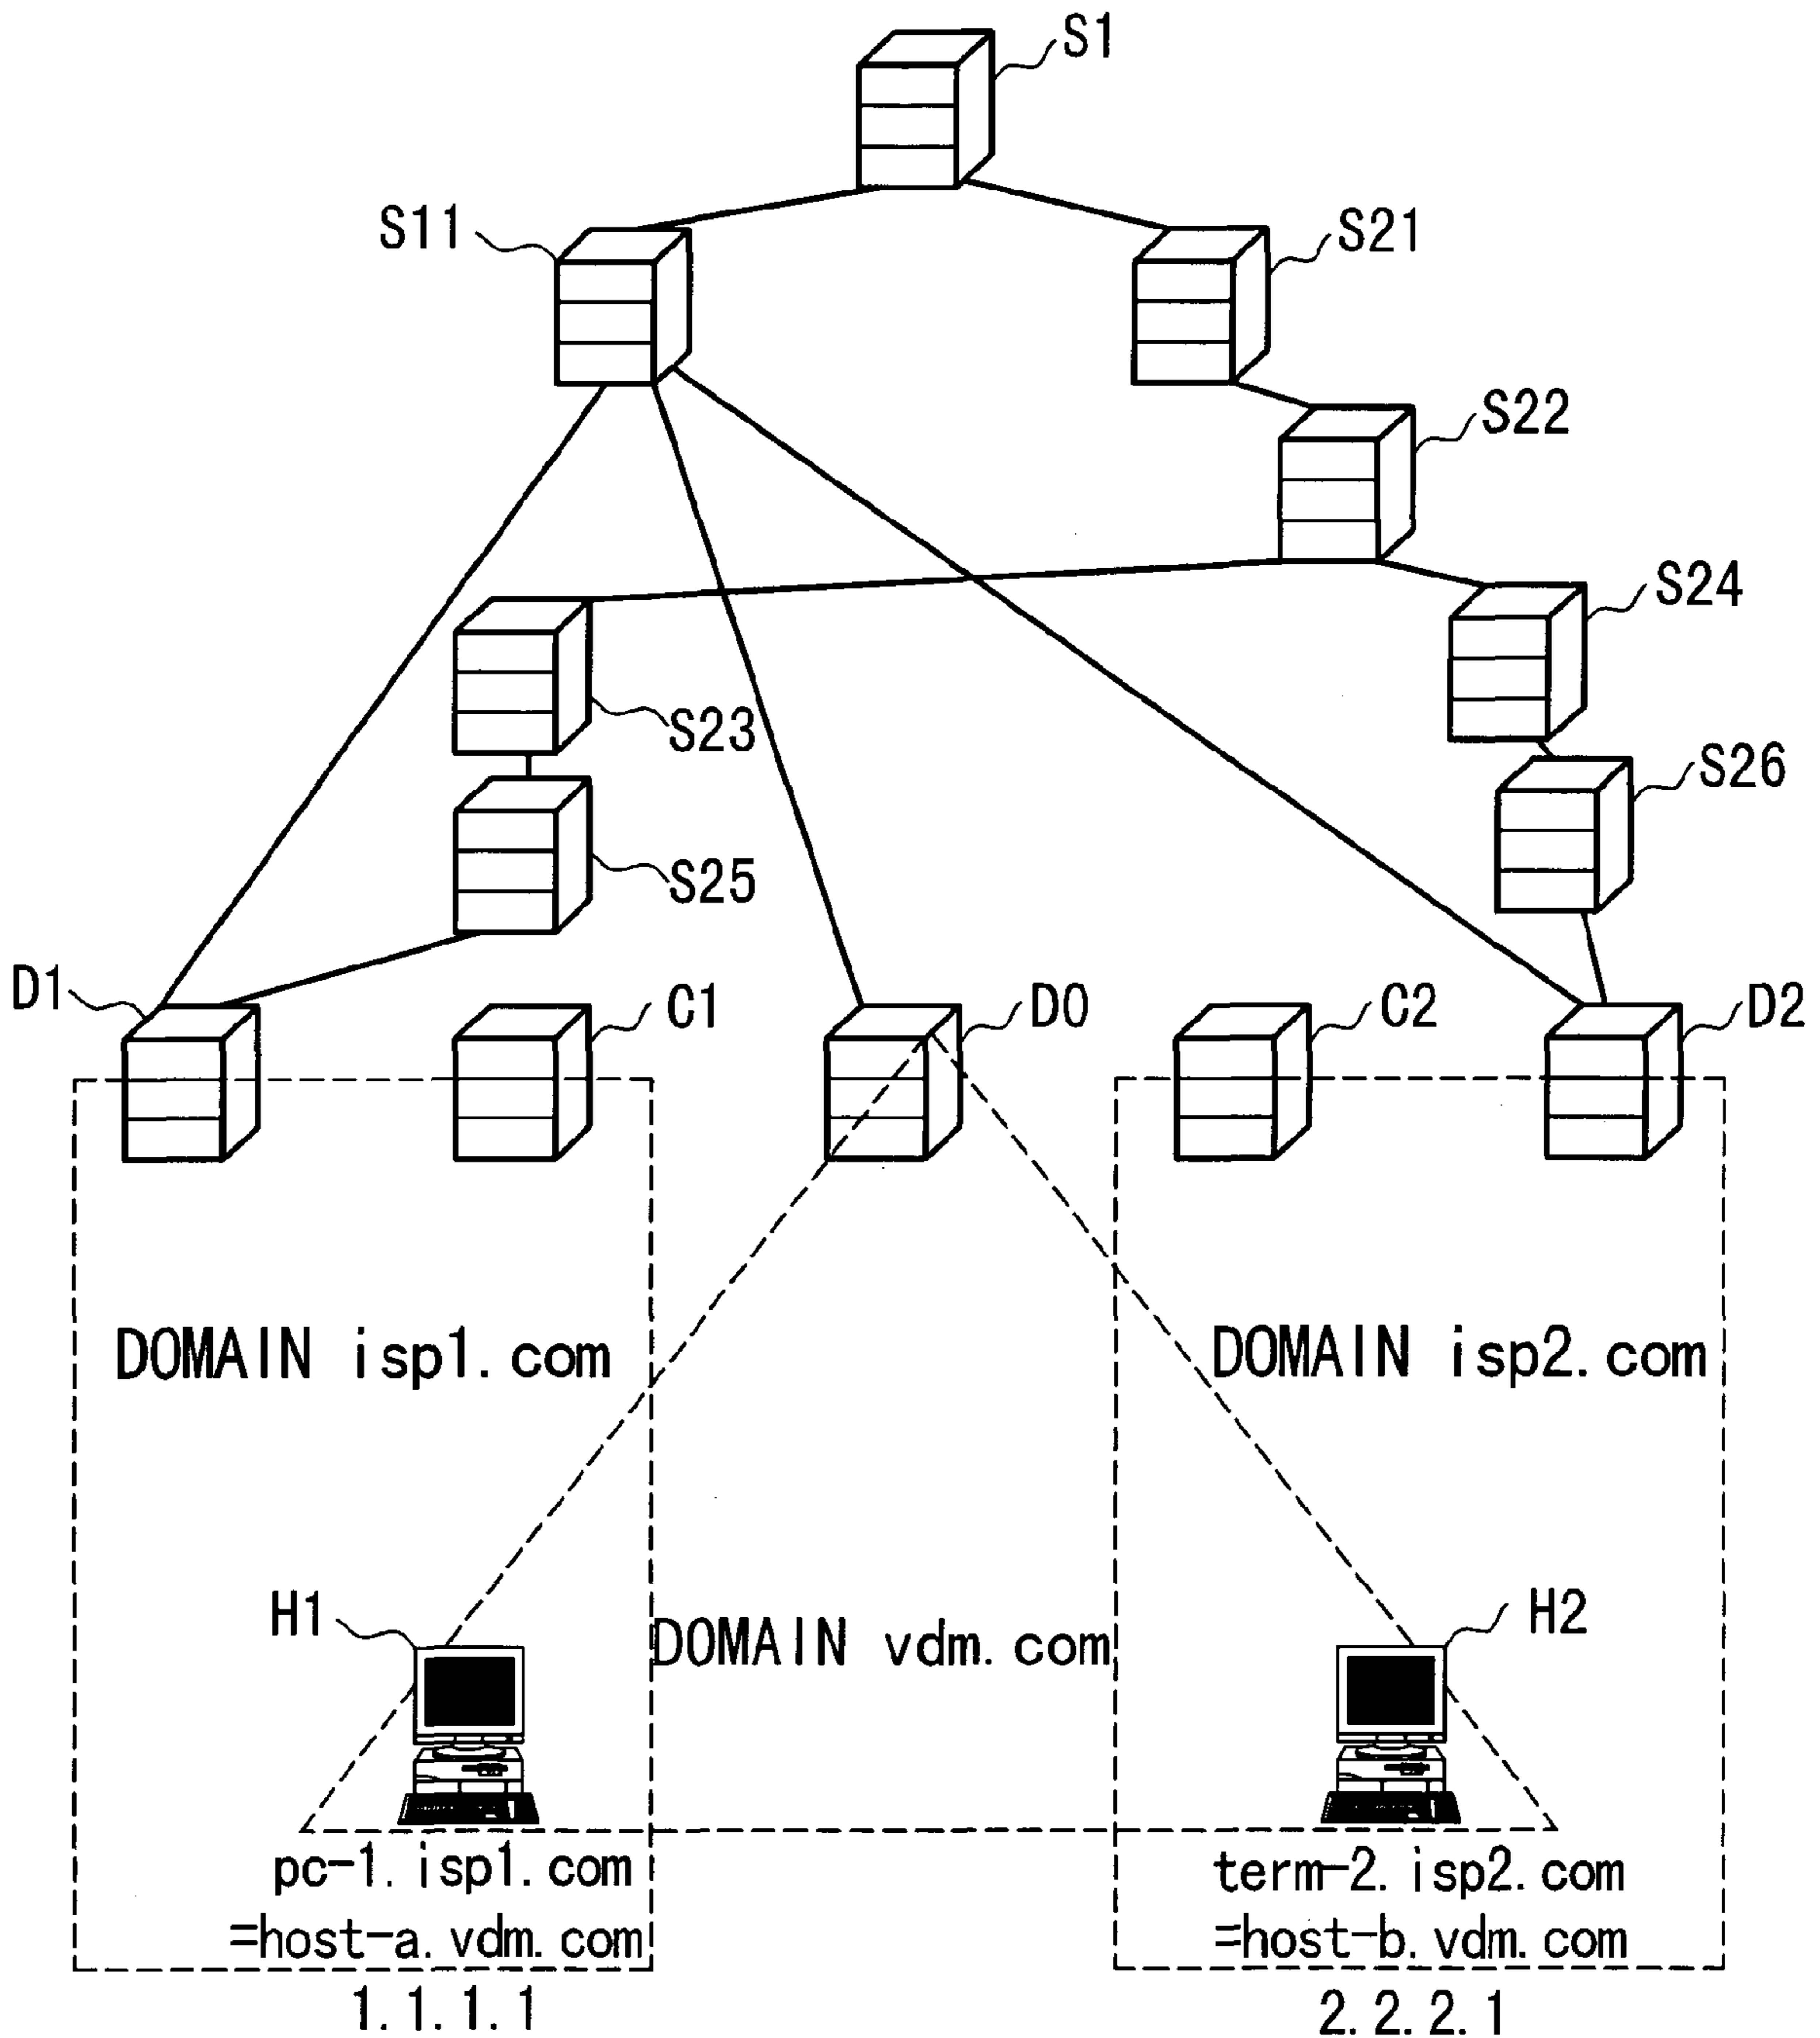 S1
S11
S21
S22
S24
S23
S26
S25
D1
C1
D0
C2
D2
DOMAIN isp1.com
DOMAIN isp2.com
H1
H2
DOMAIN vdm.com
pc-1.isp1.com
=host-a.vdm.com
1.1.1.1
term-2.isp2.com
=host-b.vdm.com
2.2.2.1